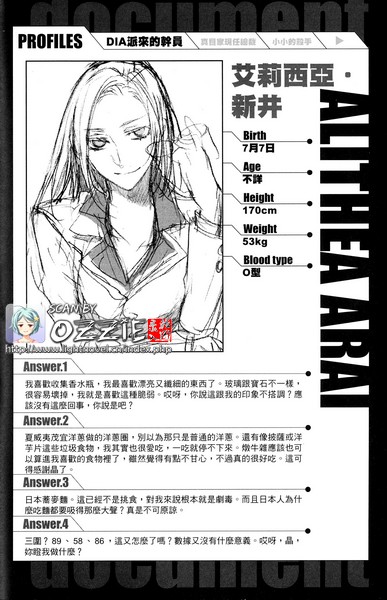 document
PROFILES
DIA派來的幹員
小小的殺手
艾莉西亞・
新井
ALITHEA ARAI
Birth
7月7日
Age
不詳
Height
170cm
Weight
53kg
Blood type
O型
SCAN BY
OZZIE
Answer.1
我喜歡收集香水瓶，我最喜歡漂亮又纖細的東西了。玻璃跟寶石不一樣，
很容易壞掉，我就是喜歡這種脆弱。哎呀，你說這跟我的印象不搭調？應
該沒有這麼回事，你說是吧？
Answer.2
夏威夷茂宜洋蔥做的洋蔥圈，別以為那只是普通的洋蔥。還有像披薩或洋
芋片這些垃圾食物，我其實也很愛吃，一吃就停不下來。燉牛雜應該也可
以算進我喜歡的食物裡了，雖然覺得有點不甘心，不過真的很好吃。這可
得感謝晶了。
Answer.3
日本蕎麥麵。這已經不是挑食，對我來說根本就是劇毒。而且日本人為什
麼吃麵都要吸得那麼大聲？真是不可原諒。
Answer.4
三圍？89、58、86，這又怎麼了嗎？數據又沒有什麼意義。哎呀，晶，
妳瞪我做什麼？
document